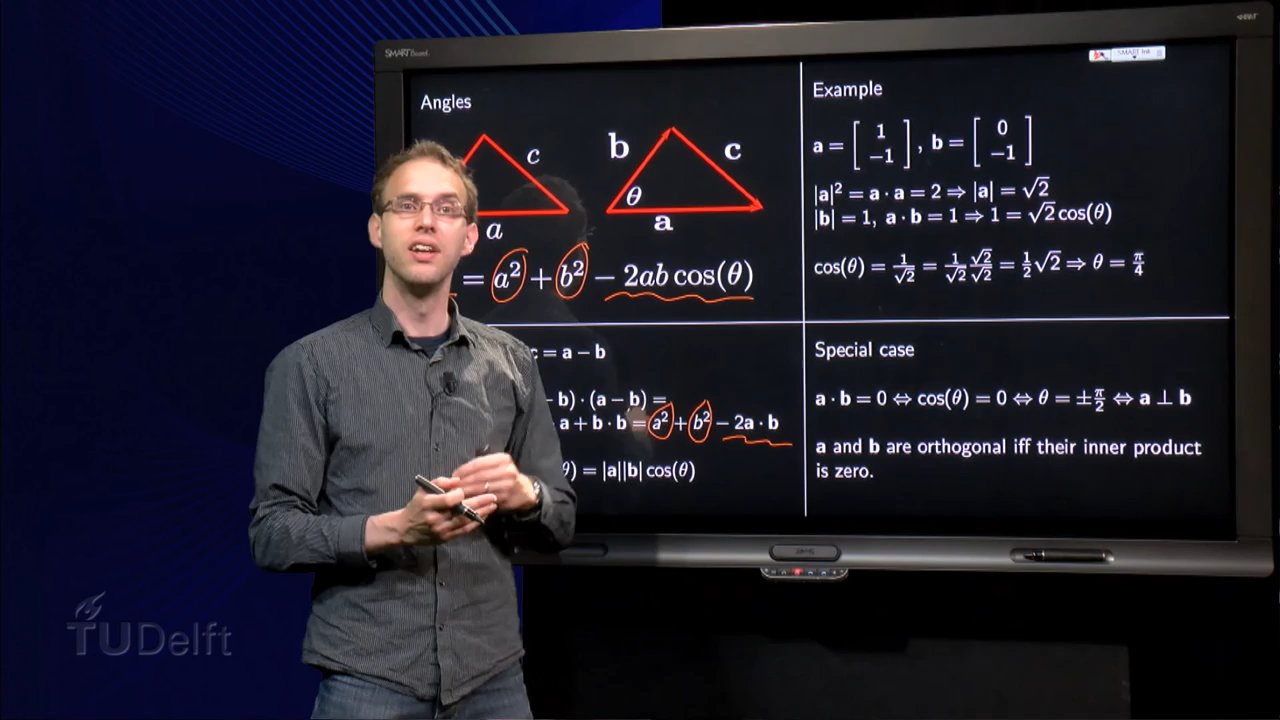 SMART Board
SMART Ink
Angles
c
a
b
c
θ
a
= a² + b² − 2ab cos(θ)
c = a − b
− b) · (a − b) =
· a + b · b = a² + b² − 2a · b
θ) = |a||b| cos(θ)
Example
a = [ 1 −1 ], b = [ 0 −1 ]
|a|² = a · a = 2 ⇒ |a| = √2
|b| = 1, a · b = 1 ⇒ 1 = √2 cos(θ)
cos(θ) = 1/√2 = 1/√2 √2/√2 = 1/2 √2 ⇒ θ = π/4
Special case
a · b = 0 ⇔ cos(θ) = 0 ⇔ θ = ±π/2 ⇔ a ⊥ b
a and b are orthogonal iff their inner product
is zero.
TUDelft